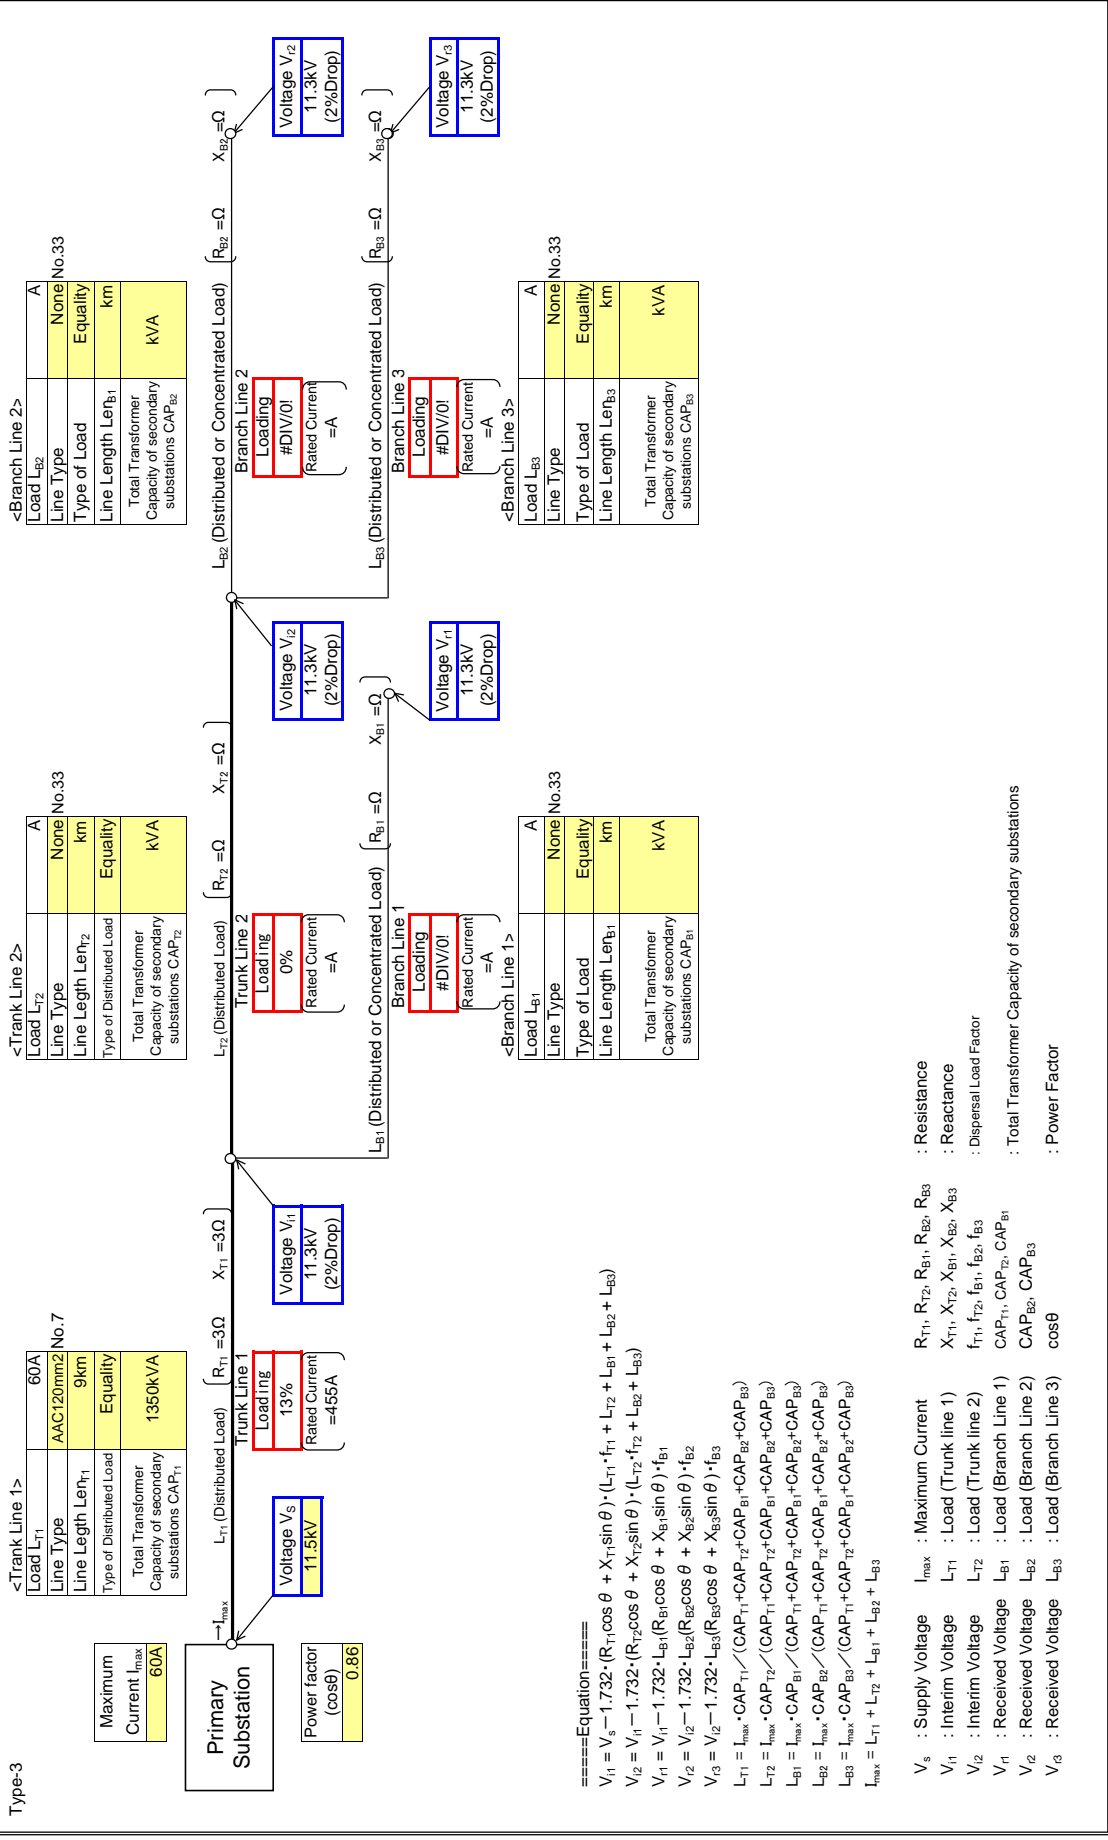 Type-3
Maximum
Current Imax
60A
Primary
Substation
Power factor
(cosθ)
0.86
→Imax
Voltage VS
11.5kV
<Trank Line 1>
Load LT1 60A
Line Type AAC120mm2 No.7
Line Legth LenT1 9km
Type of Distributed Load Equality
Total Transformer
Capacity of secondary
substations CAPT1
1350kVA
LT1 (Distributed Load) RT1 =3Ω XT1 =3Ω
Trunk Line 1
Loading
13%
Rated Current
=455A
Voltage Vi1
11.3kV
(2%Drop)
<Trank Line 2>
Load LT2 A
Line Type None No.33
Line Legth LenT2 km
Type of Distributed Load Equality
Total Transformer
Capacity of secondary
substations CAPT2
kVA
LT2 (Distributed Load) RT2 =Ω XT2 =Ω
Trunk Line 2
Loading
0%
Rated Current
=A
Voltage Vi2
11.3kV
(2%Drop)
LB1 (Distributed or Concentrated Load) RB1 =Ω XB1 =Ω
Branch Line 1
Loading
#DIV/0!
Rated Current
=A
Voltage Vr1
11.3kV
(2%Drop)
<Branch Line 1>
Load LB1 A
Line Type None No.33
Type of Load Equality
Line Length LenB1 km
Total Transformer
Capacity of secondary
substations CAPB1
kVA
<Branch Line 2>
Load LB2 A
Line Type None No.33
Type of Load Equality
Line Length LenB1 km
Total Transformer
Capacity of secondary
substations CAPB2
kVA
LB2 (Distributed or Concentrated Load) RB2 =Ω XB2 =Ω
Branch Line 2
Loading
#DIV/0!
Rated Current
=A
Voltage Vr2
11.3kV
(2%Drop)
LB3 (Distributed or Concentrated Load) RB3 =Ω XB3 =Ω
Branch Line 3
Loading
#DIV/0!
Rated Current
=A
Voltage Vr3
11.3kV
(2%Drop)
<Branch Line 3>
Load LB3 A
Line Type None No.33
Type of Load Equality
Line Length LenB3 km
Total Transformer
Capacity of secondary
substations CAPB3
kVA
=====Equation=====
Vi1 = Vs−1.732・(RT1cos θ + XT1sin θ)・(LT1・fT1 + LT2 + LB1 + LB2 + LB3)
Vi2 = Vi1−1.732・(RT2cos θ + XT2sin θ)・(LT2・fT2 + LB2 + LB3)
Vr1 = Vi1−1.732・LB1(RB1cos θ + XB1sin θ)・fB1
Vr2 = Vi2−1.732・LB2(RB2cos θ + XB2sin θ)・fB2
Vr3 = Vi2−1.732・LB3(RB3cos θ + XB3sin θ)・fB3
LT1 = Imax・CAPT1／(CAPT1+CAPT2+CAPB1+CAPB2+CAPB3)
LT2 = Imax・CAPT2／(CAPT1+CAPT2+CAPB1+CAPB2+CAPB3)
LB1 = Imax・CAPB1／(CAPT1+CAPT2+CAPB1+CAPB2+CAPB3)
LB2 = Imax・CAPB2／(CAPT1+CAPT2+CAPB1+CAPB2+CAPB3)
LB3 = Imax・CAPB3／(CAPT1+CAPT2+CAPB1+CAPB2+CAPB3)
Imax = LT1 + LT2 + LB1 + LB2 + LB3
Vs : Supply Voltage Imax : Maximum Current RT1, RT2, RB1, RB2, RB3 : Resistance
Vi1 : Interim Voltage LT1 : Load (Trunk line 1) XT1, XT2, XB1, XB2, XB3 : Reactance
Vi2 : Interim Voltage LT2 : Load (Trunk line 2) fT1, fT2, fB1, fB2, fB3 : Dispersal Load Factor
Vr1 : Received Voltage LB1 : Load (Branch Line 1) CAPT1, CAPT2, CAPB1 : Total Transformer Capacity of secondary substations
Vr2 : Received Voltage LB2 : Load (Branch Line 2) CAPB2, CAPB3
Vr3 : Received Voltage LB3 : Load (Branch Line 3) cosθ : Power Factor